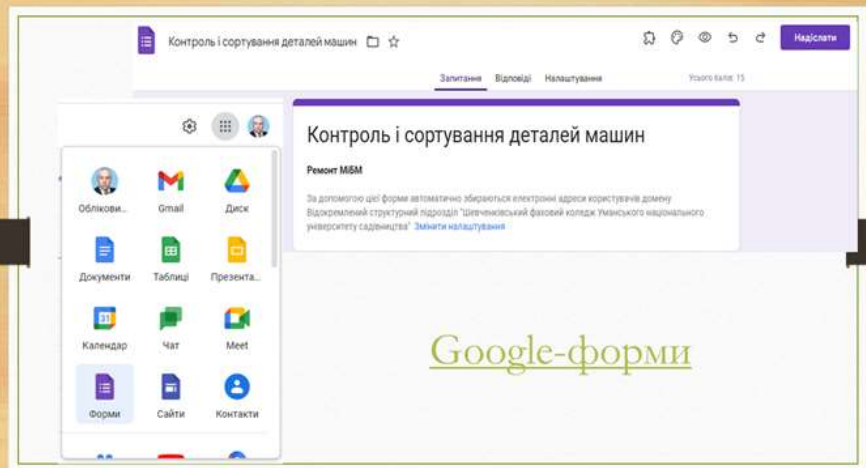 Контроль і сортування деталей машин
Надіслати
Запитання Відповіді Налаштування
Усього балів: 15
Контроль і сортування деталей машин
Ремонт МіБМ
За допомогою цієї форми автоматично збираються електронні адреси користувачів домену
Відокремлений структурний підрозділ "Шевченківський фаховий коледж Уманського національного
університету садівництва" Змінити налаштування
Обліков... Gmail Диск
Документи Таблиці Презента...
31
Календар Чат Meet
Форми Сайти Контакти
Google-форми